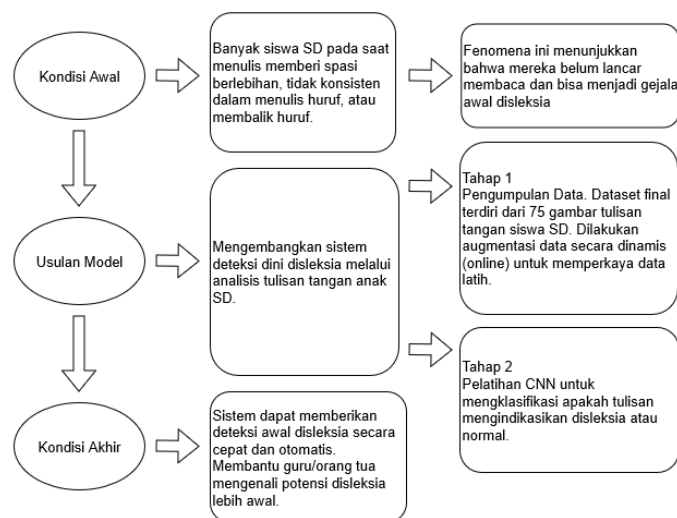 Kondisi Awal
Banyak siswa SD pada saat
menulis memberi spasi
berlebihan, tidak konsisten
dalam menulis huruf, atau
membalik huruf.
Fenomena ini menunjukkan
bahwa mereka belum lancar
membaca dan bisa menjadi gejala
awal disleksia
Usulan Model
Mengembangkan sistem
deteksi dini disleksia melalui
analisis tulisan tangan anak
SD.
Tahap 1
Pengumpulan Data. Dataset final
terdiri dari 75 gambar tulisan
tangan siswa SD. Dilakukan
augmentasi data secara dinamis
(online) untuk memperkaya data
latih.
Tahap 2
Pelatihan CNN untuk
mengklasifikasi apakah tulisan
mengindikasikan disleksia atau
normal.
Kondisi Akhir
Sistem dapat memberikan
deteksi awal disleksia secara
cepat dan otomatis.
Membantu guru/orang tua
mengenali potensi disleksia
lebih awal.